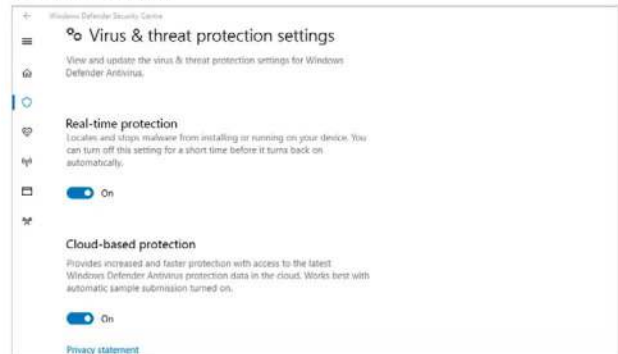 Windows Defender Security Centre
Virus & threat protection settings
View and update the virus & threat protection settings for Windows
Defender Antivirus.
Real-time protection
Locates and stops malware from installing or running on your device. You
can turn off this setting for a short time before it turns back on
automatically.
On
Cloud-based protection
Provides increased and faster protection with access to the latest
Windows Defender Antivirus protection data in the cloud. Works best with
automatic sample submission turned on.
On
Privacy statement